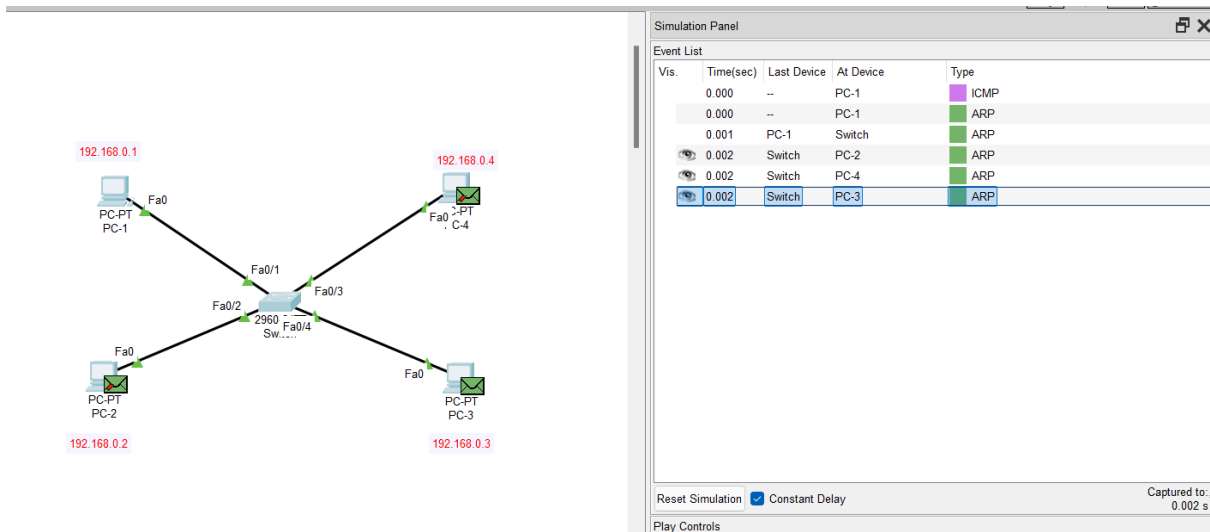 Simulation Panel
Event List
Vis. Time(sec) Last Device At Device Type
0.000 -- PC-1 ICMP
0.000 -- PC-1 ARP
0.001 PC-1 Switch ARP
0.002 Switch PC-2 ARP
0.002 Switch PC-4 ARP
0.002 Switch PC-3 ARP
192.168.0.1
Fa0
PC-PT
PC-1
192.168.0.4
Fa0
-PT
C-4
Fa0/1
Fa0/3
Fa0/2
2960
Fa0/4
Fa0
PC-PT
PC-2
192.168.0.2
Fa0
PC-PT
PC-3
192.168.0.3
Reset Simulation Constant Delay
Captured to:
0.002 s
Play Controls